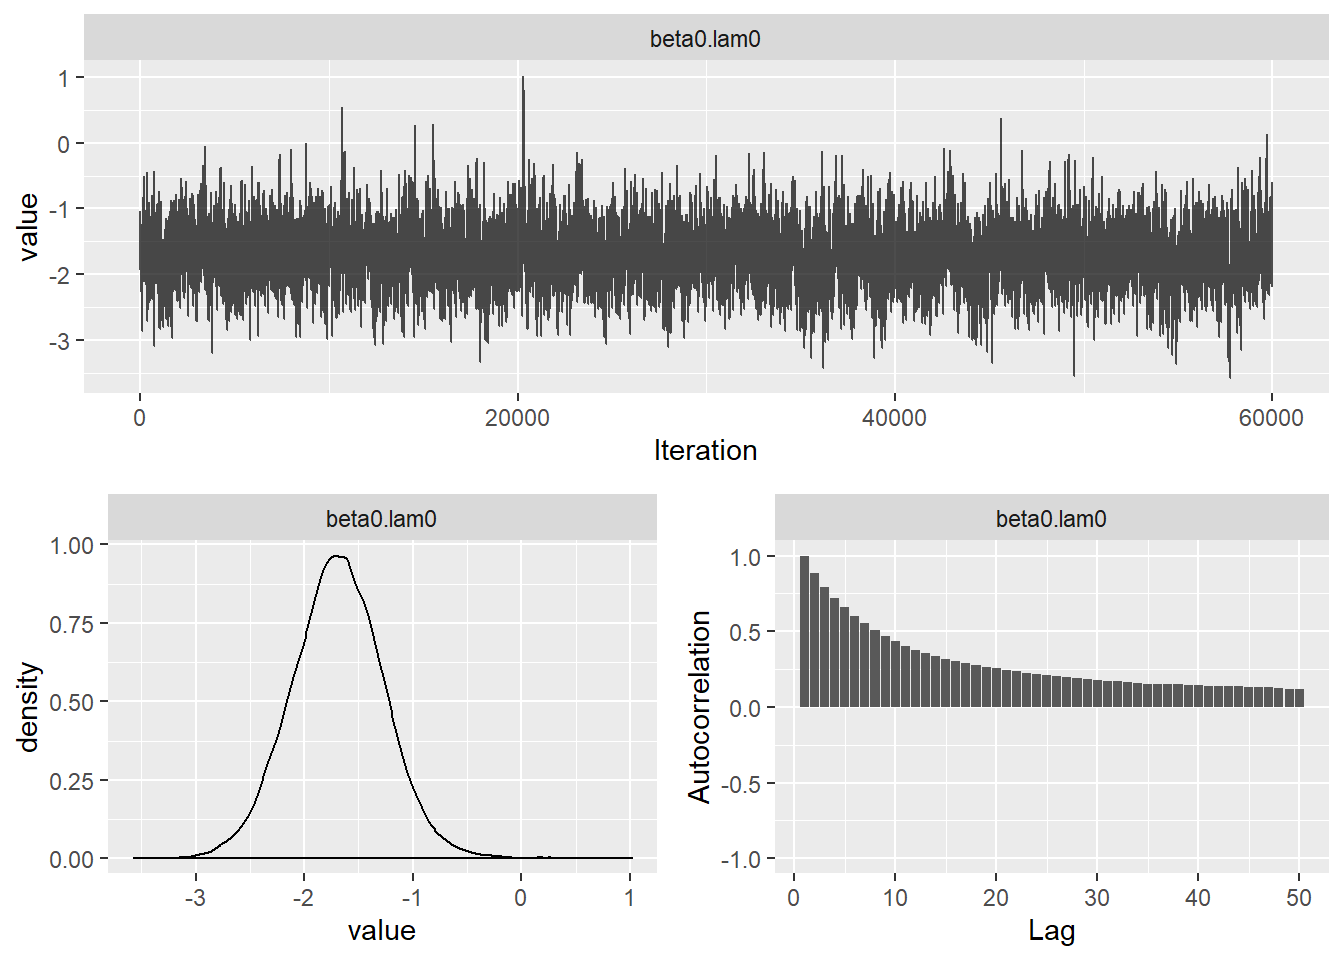 beta0.lam0
1
0
-1
-2
-3
value
0 20000 40000 60000
Iteration
beta0.lam0
1.00
0.75
0.50
0.25
0.00
density
-3 -2 -1 0 1
value
beta0.lam0
1.0
0.5
0.0
-0.5
-1.0
Autocorrelation
0 10 20 30 40 50
Lag